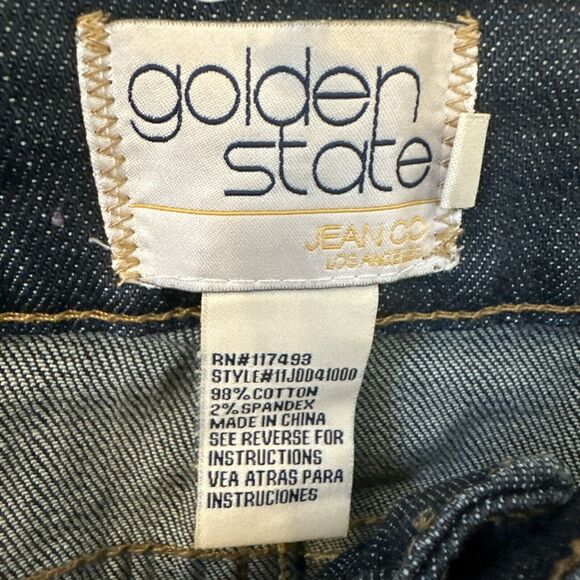 golden
state
JEAN CO
LOS ANGELES
RN#117493
STYLE#11JDD41000
98% COTTON
2% SPANDEX
MADE IN CHINA
SEE REVERSE FOR
INSTRUCTIONS
VEA ATRAS PARA
INSTRUCIONES